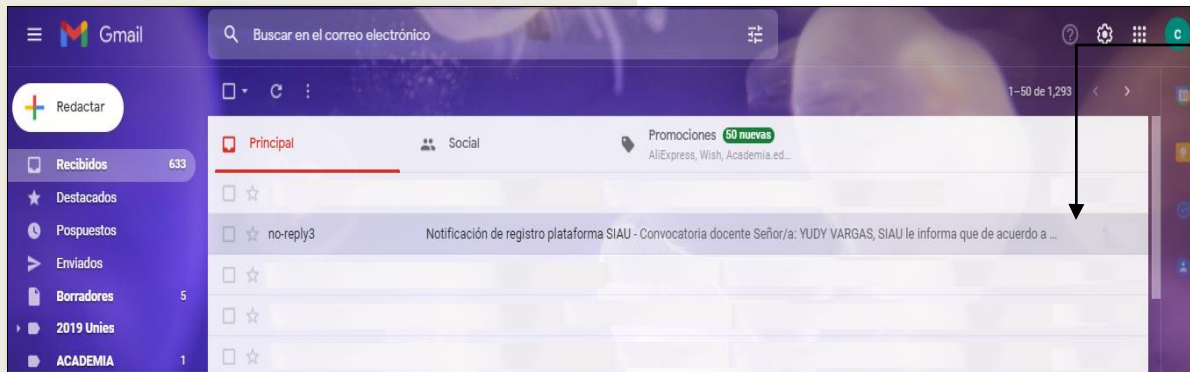 Gmail
Buscar en el correo electrónico
c
Redactar
1–50 de 1,293
Principal
Social
Promociones 50 nuevas
AliExpress, Wish, Academia.ed...
Recibidos 633
Destacados
Pospuestos
no-reply3 Notificación de registro plataforma SIAU - Convocatoria docente Señor/a: YUDY VARGAS, SIAU le informa que de acuerdo a ...
Enviados
Borradores 5
2019 Unies
ACADEMIA 1